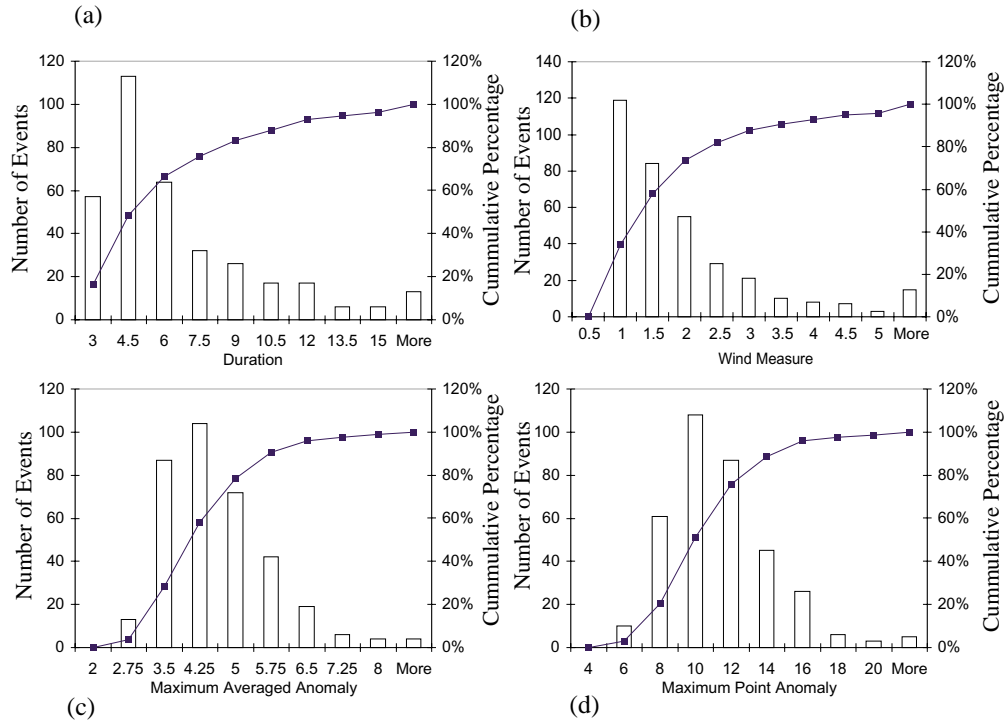 (a)
120
100
80
60
40
20
0
Number of Events
120%
100%
80%
60%
40%
20%
0%
Cummulative Percentage
3 4.5 6 7.5 9 10.5 12 13.5 15 More
Duration
(b)
140
120
100
80
60
40
20
0
Number of Events
120%
100%
80%
60%
40%
20%
0%
Cummulative Percentage
0.5 1 1.5 2 2.5 3 3.5 4 4.5 5 More
Wind Measure
120
100
80
60
40
20
0
Number of Events
120%
100%
80%
60%
40%
20%
0%
Cummulative Percentage
2 2.75 3.5 4.25 5 5.75 6.5 7.25 8 More
Maximum Averaged Anomaly
(c)
120
100
80
60
40
20
0
Number of Events
120%
100%
80%
60%
40%
20%
0%
Cummulative Percentage
4 6 8 10 12 14 16 18 20 More
Maximum Point Anomaly
(d)